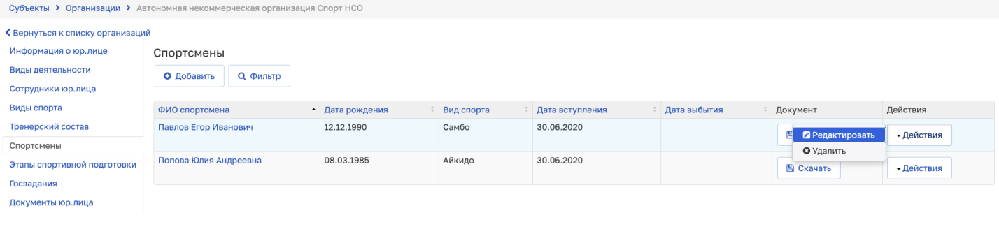 Субъекты > Организации > Автономная некоммерческая организация Спорт НСО
Вернуться к списку организаций
Информация о юр.лице
Виды деятельности
Сотрудники юр.лица
Виды спорта
Тренерский состав
Спортсмены
Этапы спортивной подготовки
Госзадания
Документы юр.лица
Спортсмены
Добавить Фильтр
ФИО спортсмена Дата рождения Вид спорта Дата вступления Дата выбытия Документ Действия
Павлов Егор Иванович 12.12.1990 Самбо 30.06.2020 Редактировать Действия
Удалить
Попова Юлия Андреевна 08.03.1985 Айкидо 30.06.2020 Скачать Действия